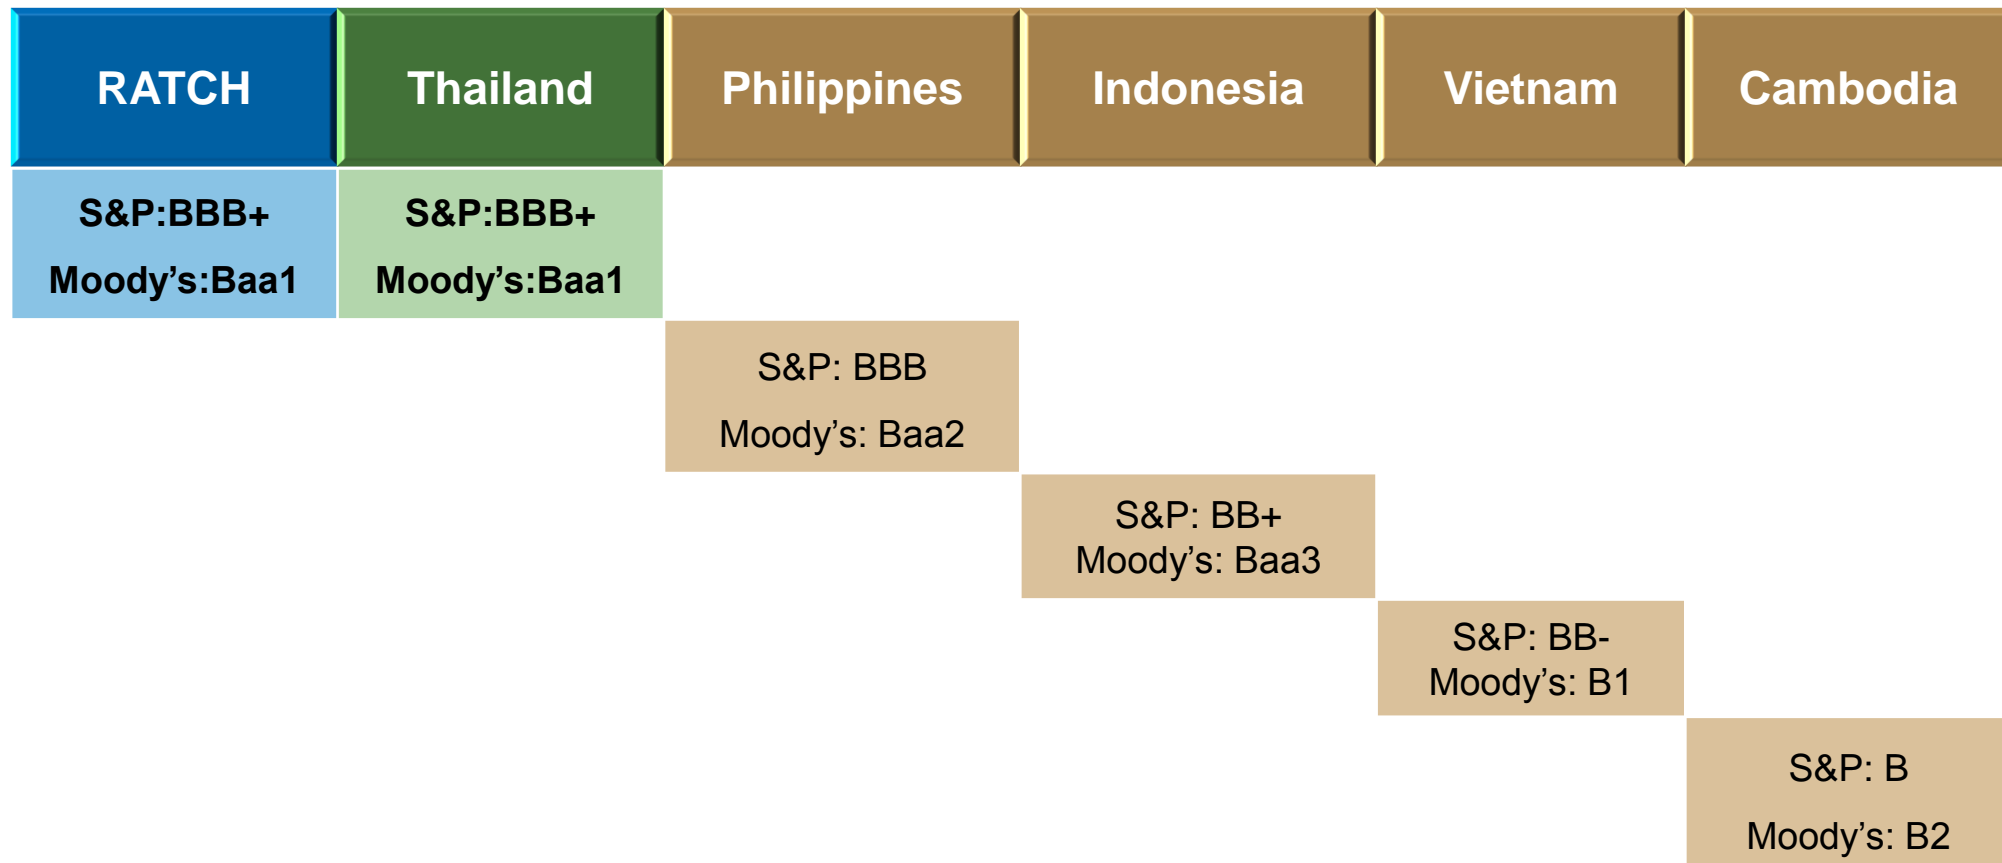 RATCH
Thailand
Philippines
Indonesia
Vietnam
Cambodia
S&P:BBB+
Moody’s:Baa1
S&P:BBB+
Moody’s:Baa1
S&P: BBB
Moody’s: Baa2
S&P: BB+
Moody’s: Baa3
S&P: BB-
Moody’s: B1
S&P: B
Moody’s: B2